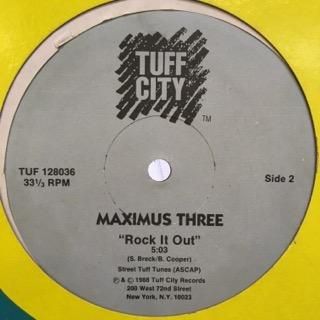 TUFF
CITY
TM
TUF 128036
33⅓ RPM
Side 2
MAXIMUS THREE
"Rock It Out"
5:03
(S. Breck/B. Cooper)
Street Tuff Tunes (ASCAP)
℗ & © 1988 Tuff City Records
200 West 72nd Street
New York, N.Y. 10023